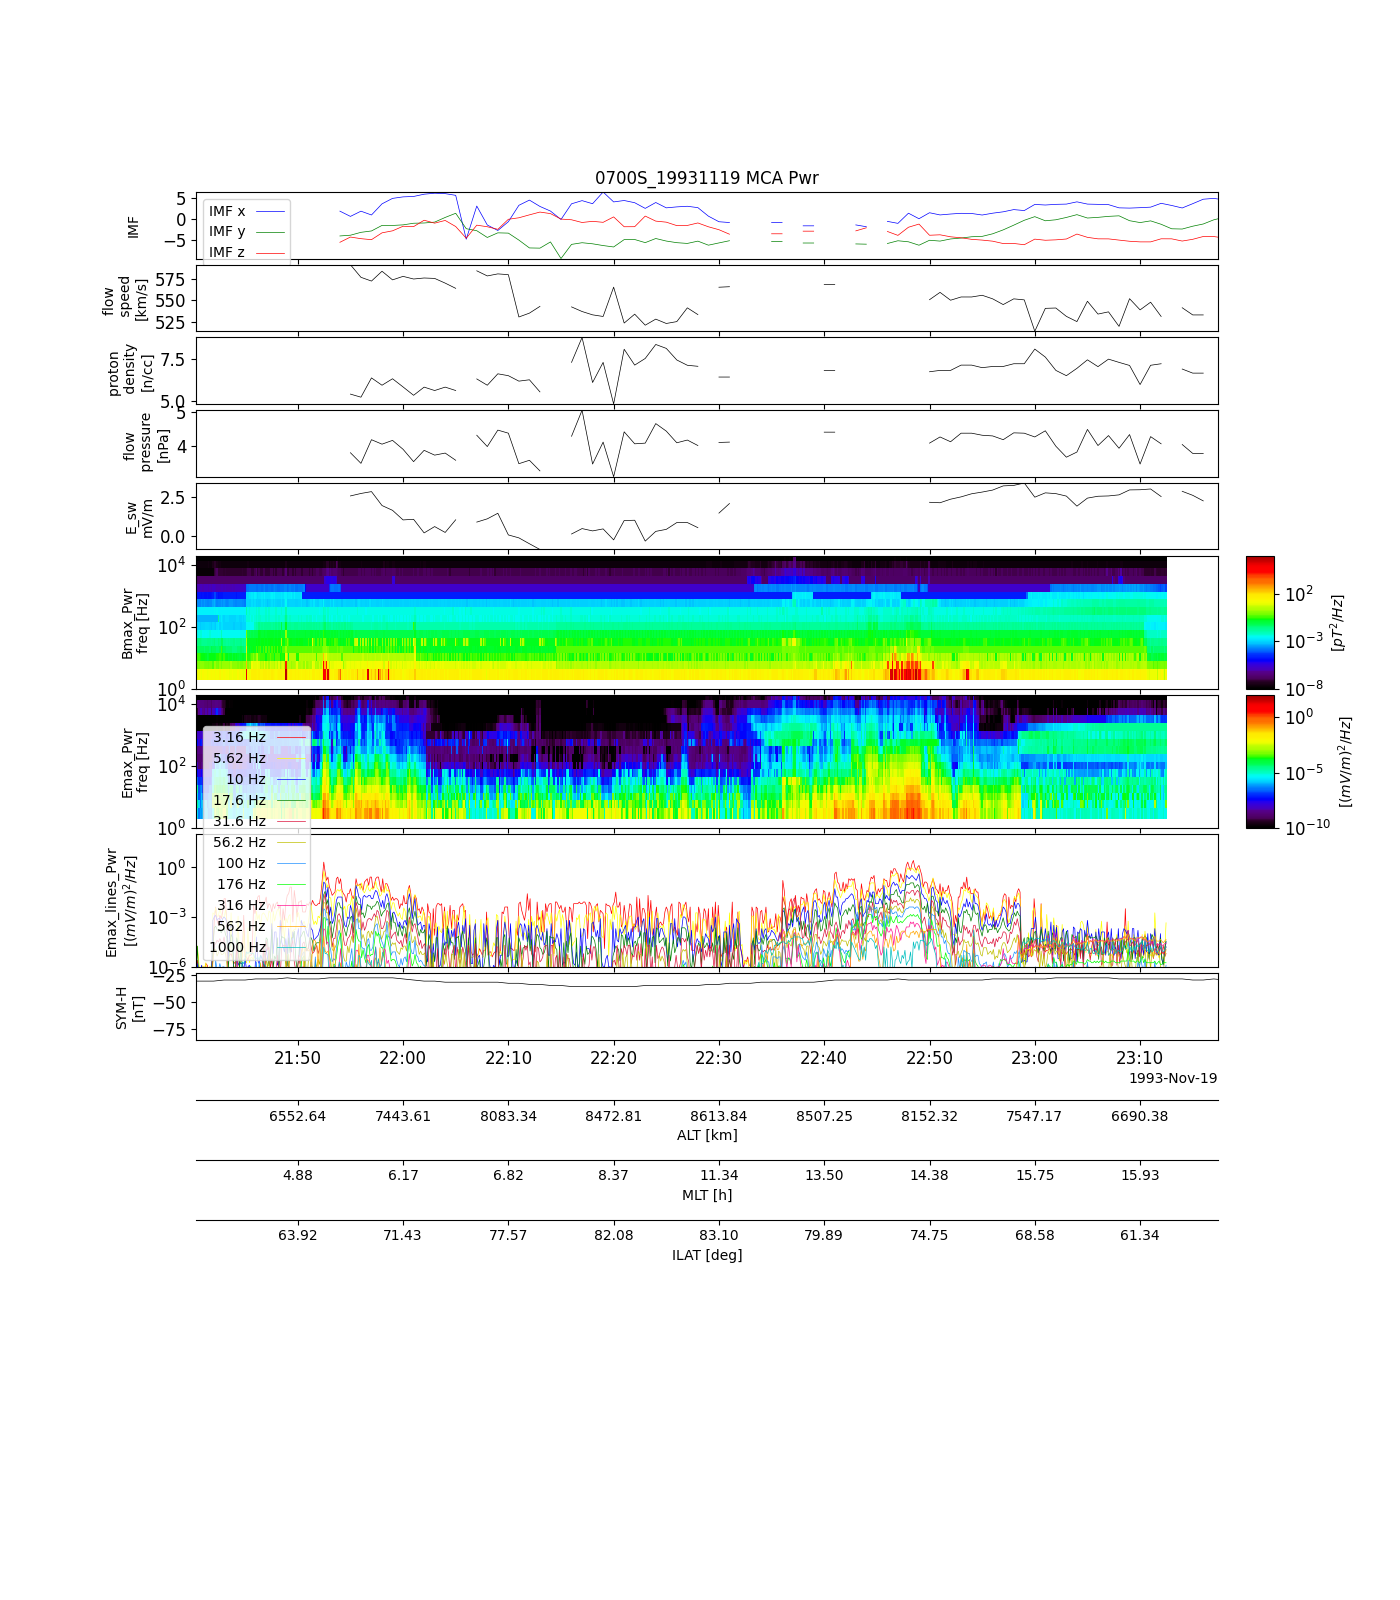 0700S_19931119 MCA Pwr
5
0
−5
IMF
IMF x
IMF y
IMF z
575
550
525
flow
speed
[km/s]
7.5
5.0
proton
density
[n/cc]
5
4
flow
pressure
[nPa]
2.5
0.0
E_sw
mV/m
10^4
10^2
10^0
Bmax_Pwr
freq [Hz]
10^2
10^−3
10^−8
[pT^2/Hz]
10^4
10^2
10^0
Emax_Pwr
freq [Hz]
10^0
10^−5
10^−10
[(mV/m)^2/Hz]
3.16 Hz
5.62 Hz
10 Hz
17.6 Hz
31.6 Hz
56.2 Hz
100 Hz
176 Hz
316 Hz
562 Hz
1000 Hz
10^0
10^−3
10^−6
Emax_lines_Pwr
[(mV/m)^2/Hz]
−25
−50
−75
SYM-H
[nT]
21:50 22:00 22:10 22:20 22:30 22:40 22:50 23:00 23:10
1993-Nov-19
6552.64 7443.61 8083.34 8472.81 8613.84 8507.25 8152.32 7547.17 6690.38
ALT [km]
4.88 6.17 6.82 8.37 11.34 13.50 14.38 15.75 15.93
MLT [h]
63.92 71.43 77.57 82.08 83.10 79.89 74.75 68.58 61.34
ILAT [deg]